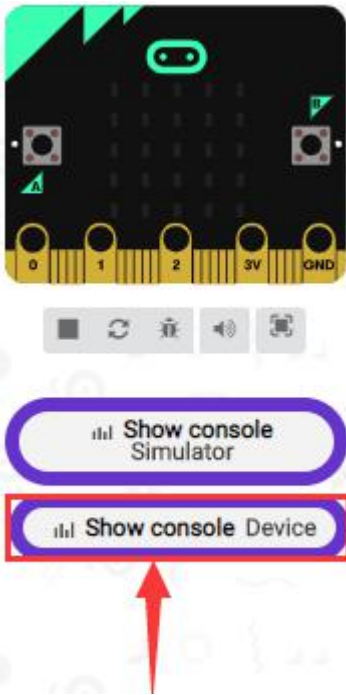 B
A
0 1 2 3V GND
Show console
Simulator
Show console Device